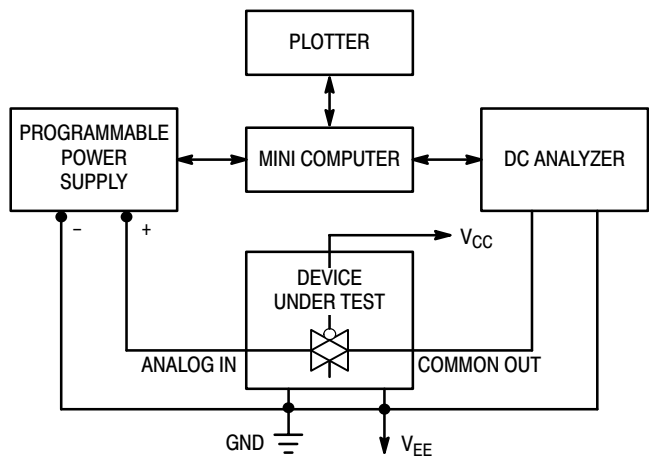 PLOTTER
PROGRAMMABLE
POWER
SUPPLY
MINI COMPUTER
DC ANALYZER
− +
VCC
DEVICE
UNDER TEST
ANALOG IN
COMMON OUT
GND
VEE